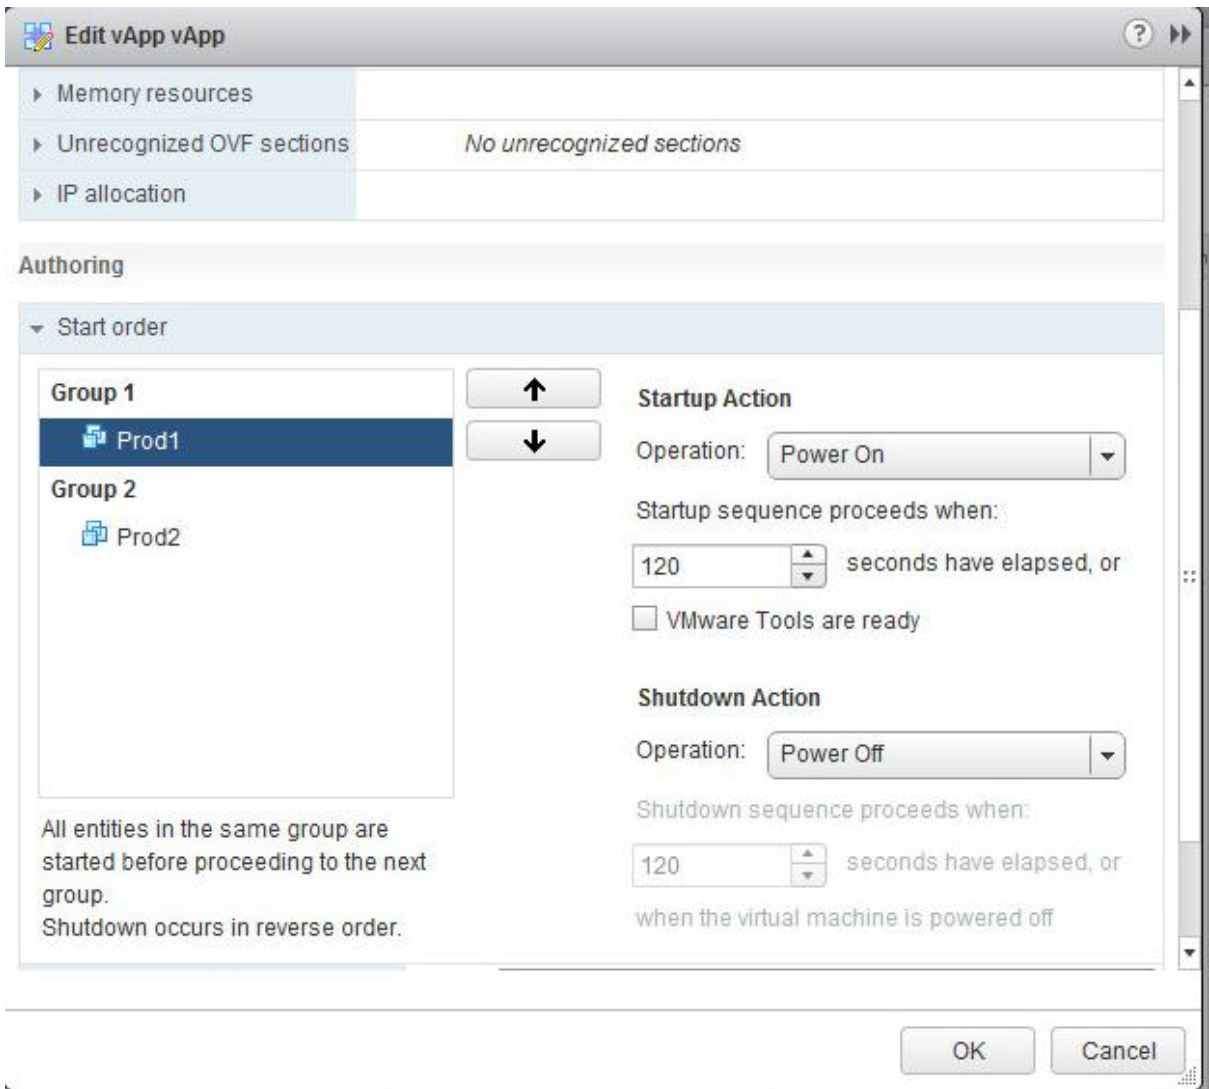 Edit vApp vApp
?
Memory resources
Unrecognized OVF sections No unrecognized sections
IP allocation
Authoring
Start order
Group 1
Prod1
Group 2
Prod2
All entities in the same group are
started before proceeding to the next
group.
Shutdown occurs in reverse order.
Startup Action
Operation: Power On
Startup sequence proceeds when:
120 seconds have elapsed, or
VMware Tools are ready
Shutdown Action
Operation: Power Off
Shutdown sequence proceeds when:
120 seconds have elapsed, or
when the virtual machine is powered off
OK Cancel